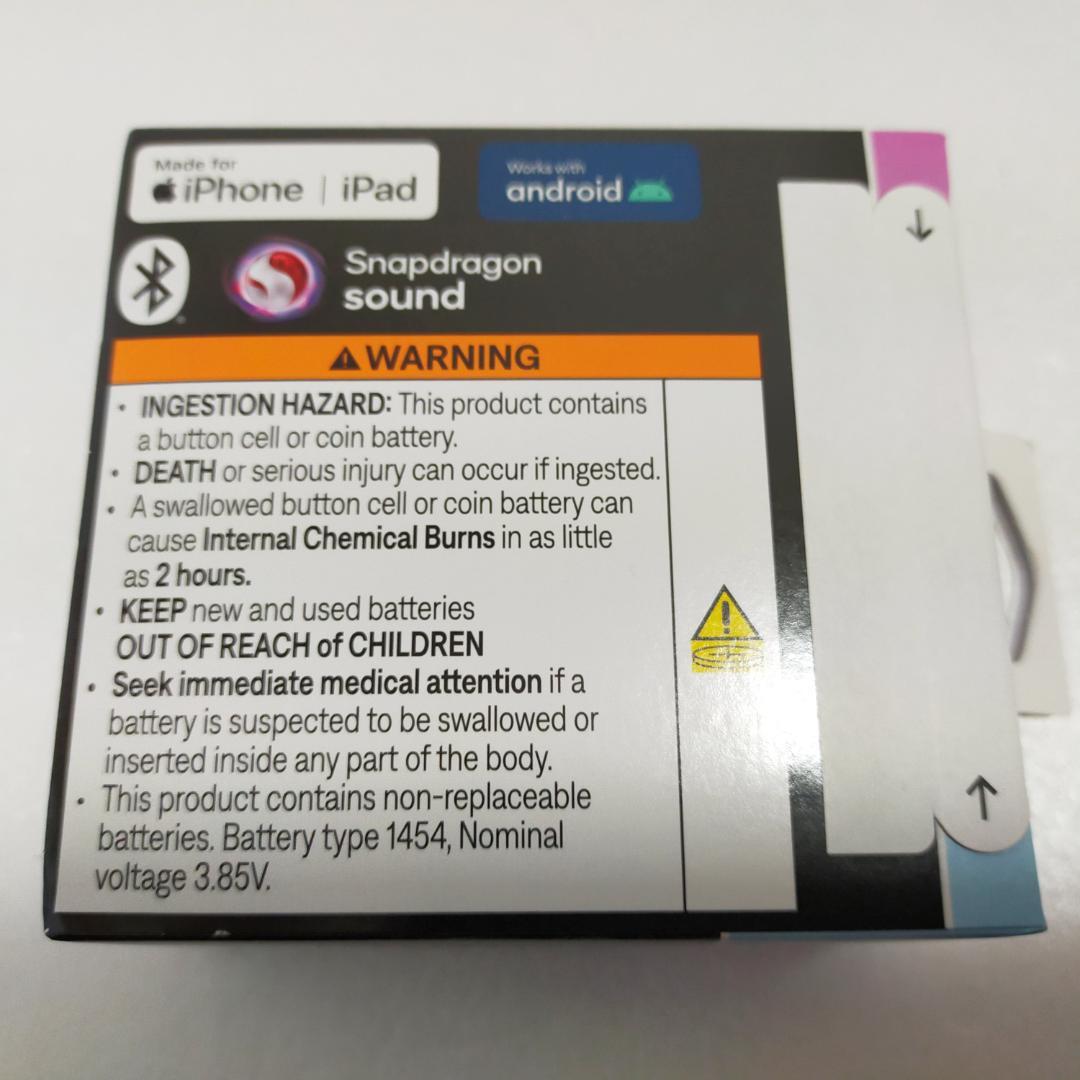 Made for
iPhone | iPad
Works with
android
Snapdragon
sound
WARNING
• INGESTION HAZARD: This product contains
a button cell or coin battery.
• DEATH or serious injury can occur if ingested.
• A swallowed button cell or coin battery can
cause Internal Chemical Burns in as little
as 2 hours.
• KEEP new and used batteries
OUT OF REACH of CHILDREN
• Seek immediate medical attention if a
battery is suspected to be swallowed or
inserted inside any part of the body.
• This product contains non-replaceable
batteries. Battery type 1454, Nominal
voltage 3.85V.